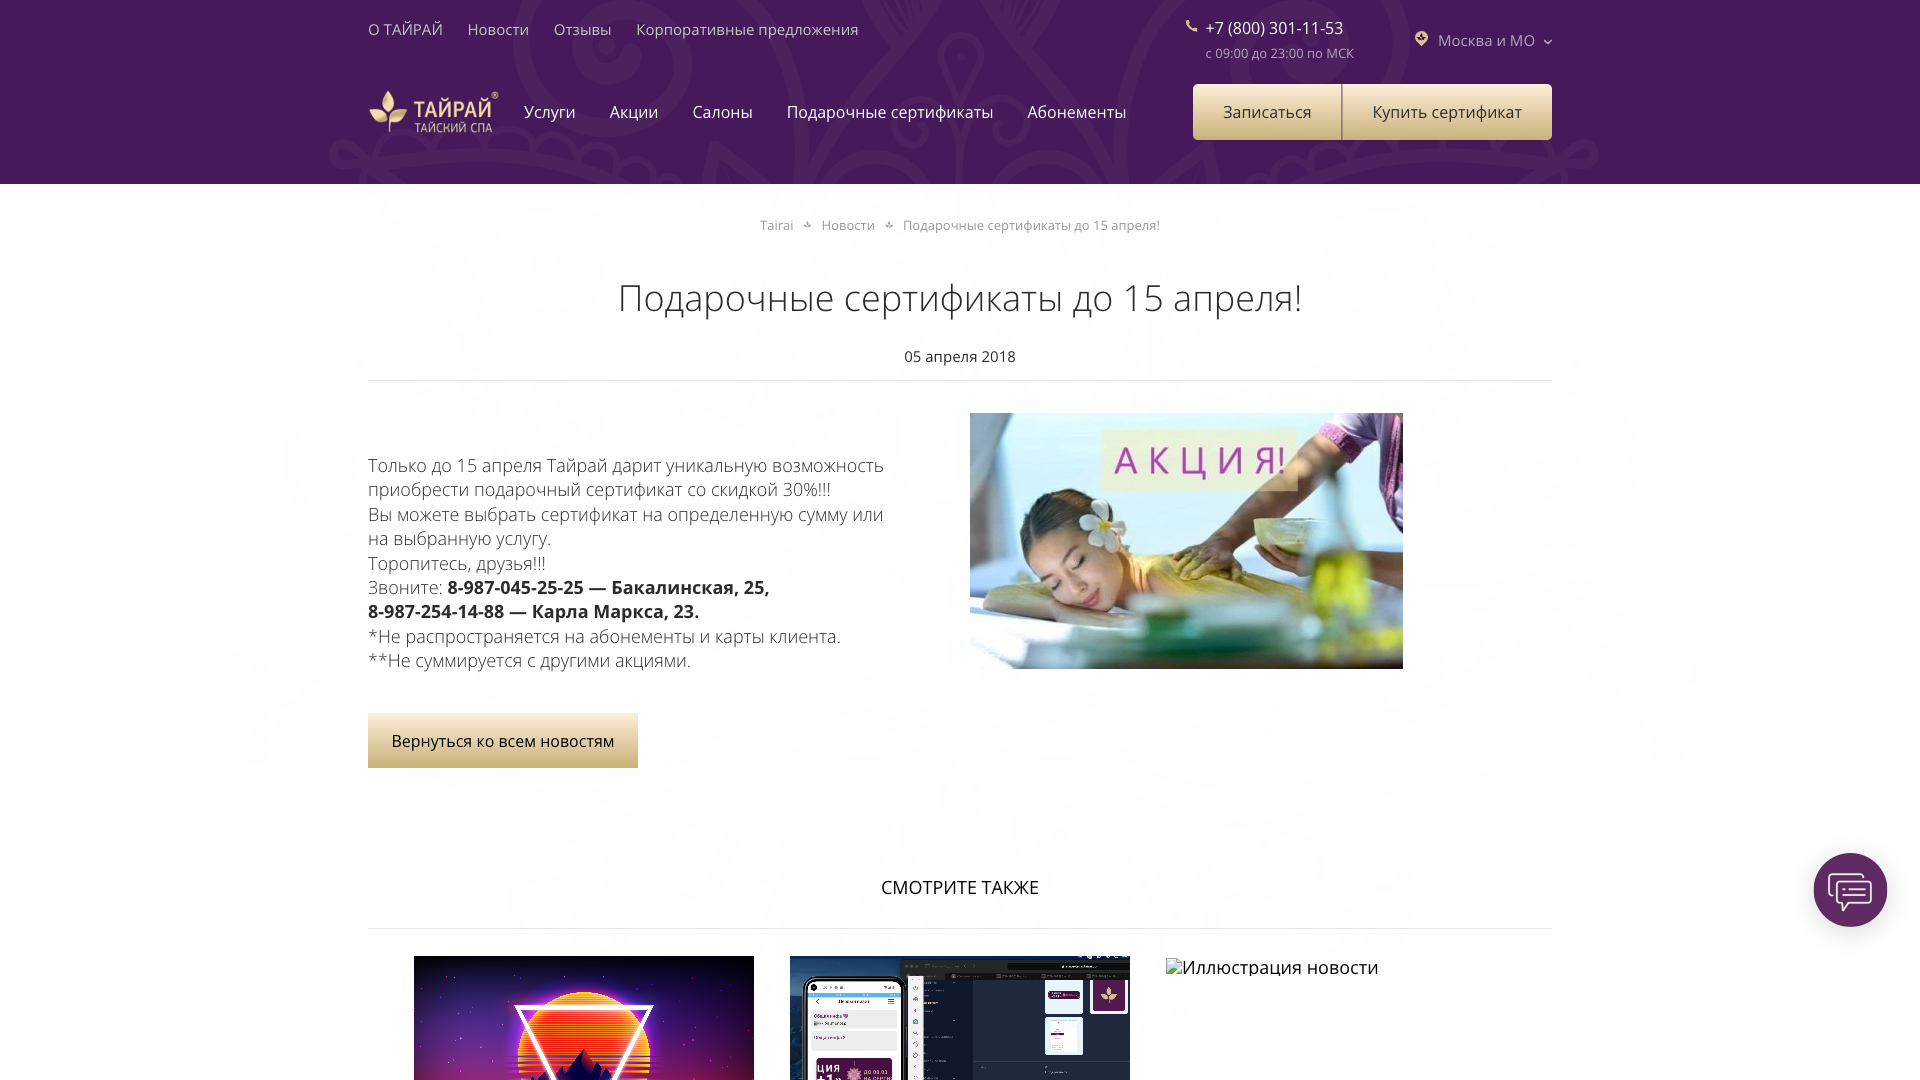 О ТАЙРАЙ
Новости
Отзывы
Корпоративные предложения
+7 (800) 301-11-53
с 09:00 до 23:00 по МСК
Москва и МО
ТАЙРАЙ®
ТАЙСКИЙ СПА
Услуги
Акции
Салоны
Подарочные сертификаты
Абонементы
Записаться
Купить сертификат
Tairai
Новости
Подарочные сертификаты до 15 апреля!
Подарочные сертификаты до 15 апреля!
05 апреля 2018
АКЦИЯ!
Только до 15 апреля Тайрай дарит уникальную возможность
приобрести подарочный сертификат со скидкой 30%!!!
Вы можете выбрать сертификат на определенную сумму или
на выбранную услугу.
Торопитесь, друзья!!!
Звоните: 8-987-045-25-25 — Бакалинская, 25,
8-987-254-14-88 — Карла Маркса, 23.
*Не распространяется на абонементы и карты клиента.
**Не суммируется с другими акциями.
Вернуться ко всем новостям
СМОТРИТЕ ТАКЖЕ
Иллюстрация новости